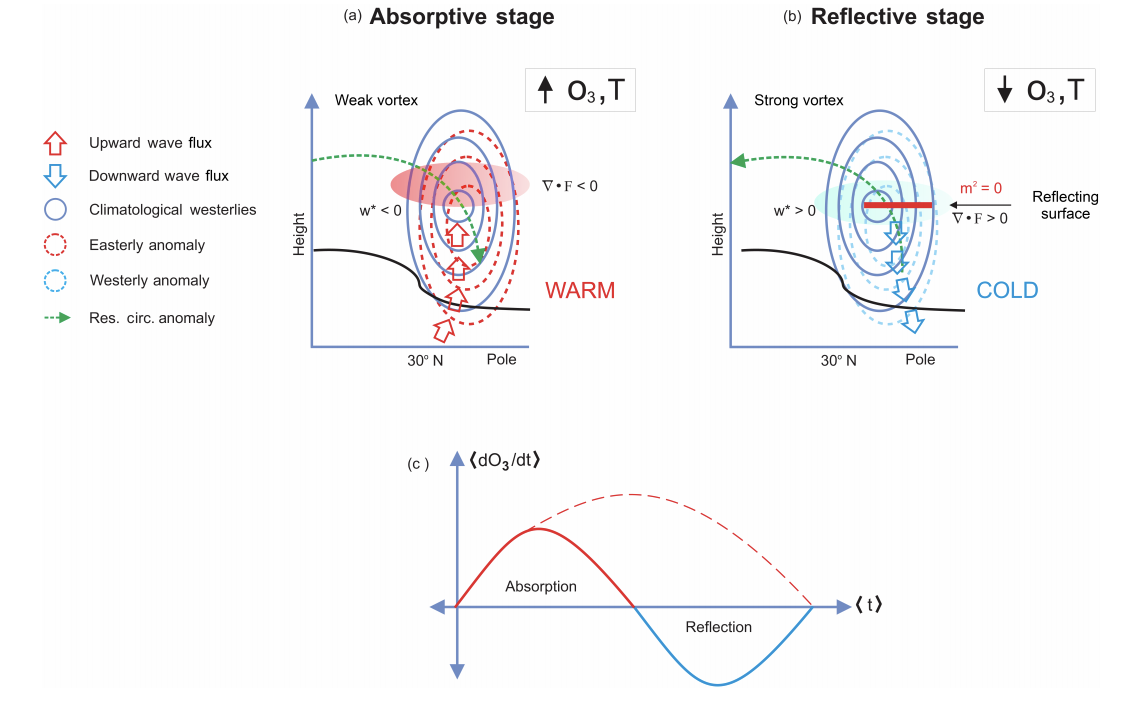 (a) Absorptive stage
(b) Reflective stage
↑ O₃,T
↓ O₃,T
Weak vortex
Strong vortex
Upward wave flux
Downward wave flux
Climatological westerlies
Easterly anomaly
Westerly anomaly
Res. circ. anomaly
Height
w* < 0
∇•F < 0
WARM
30° N
Pole
Height
w* > 0
m² = 0
∇•F > 0
Reflecting
surface
COLD
30° N
Pole
(c )
⟨dO₃/dt⟩
Absorption
Reflection
⟨ t⟩